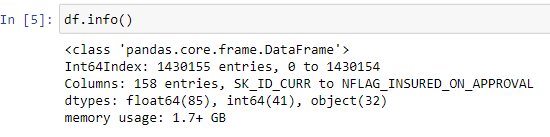 In [5]: df.info()
<class 'pandas.core.frame.DataFrame'>
Int64Index: 1430155 entries, 0 to 1430154
Columns: 158 entries, SK_ID_CURR to NFLAG_INSURED_ON_APPROVAL
dtypes: float64(85), int64(41), object(32)
memory usage: 1.7+ GB